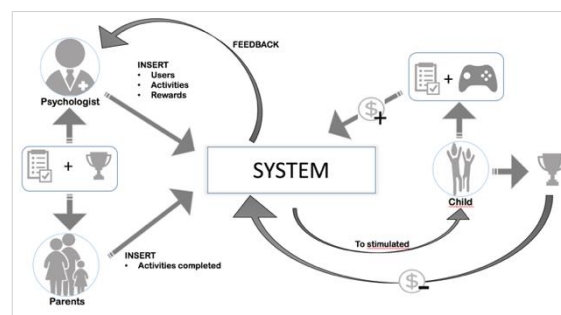 FEEDBACK
INSERT
• Users
• Activities
• Rewards
Psychologist
+
$+
+
SYSTEM
Child
To stimulated
INSERT
• Activities completed
$-
Parents